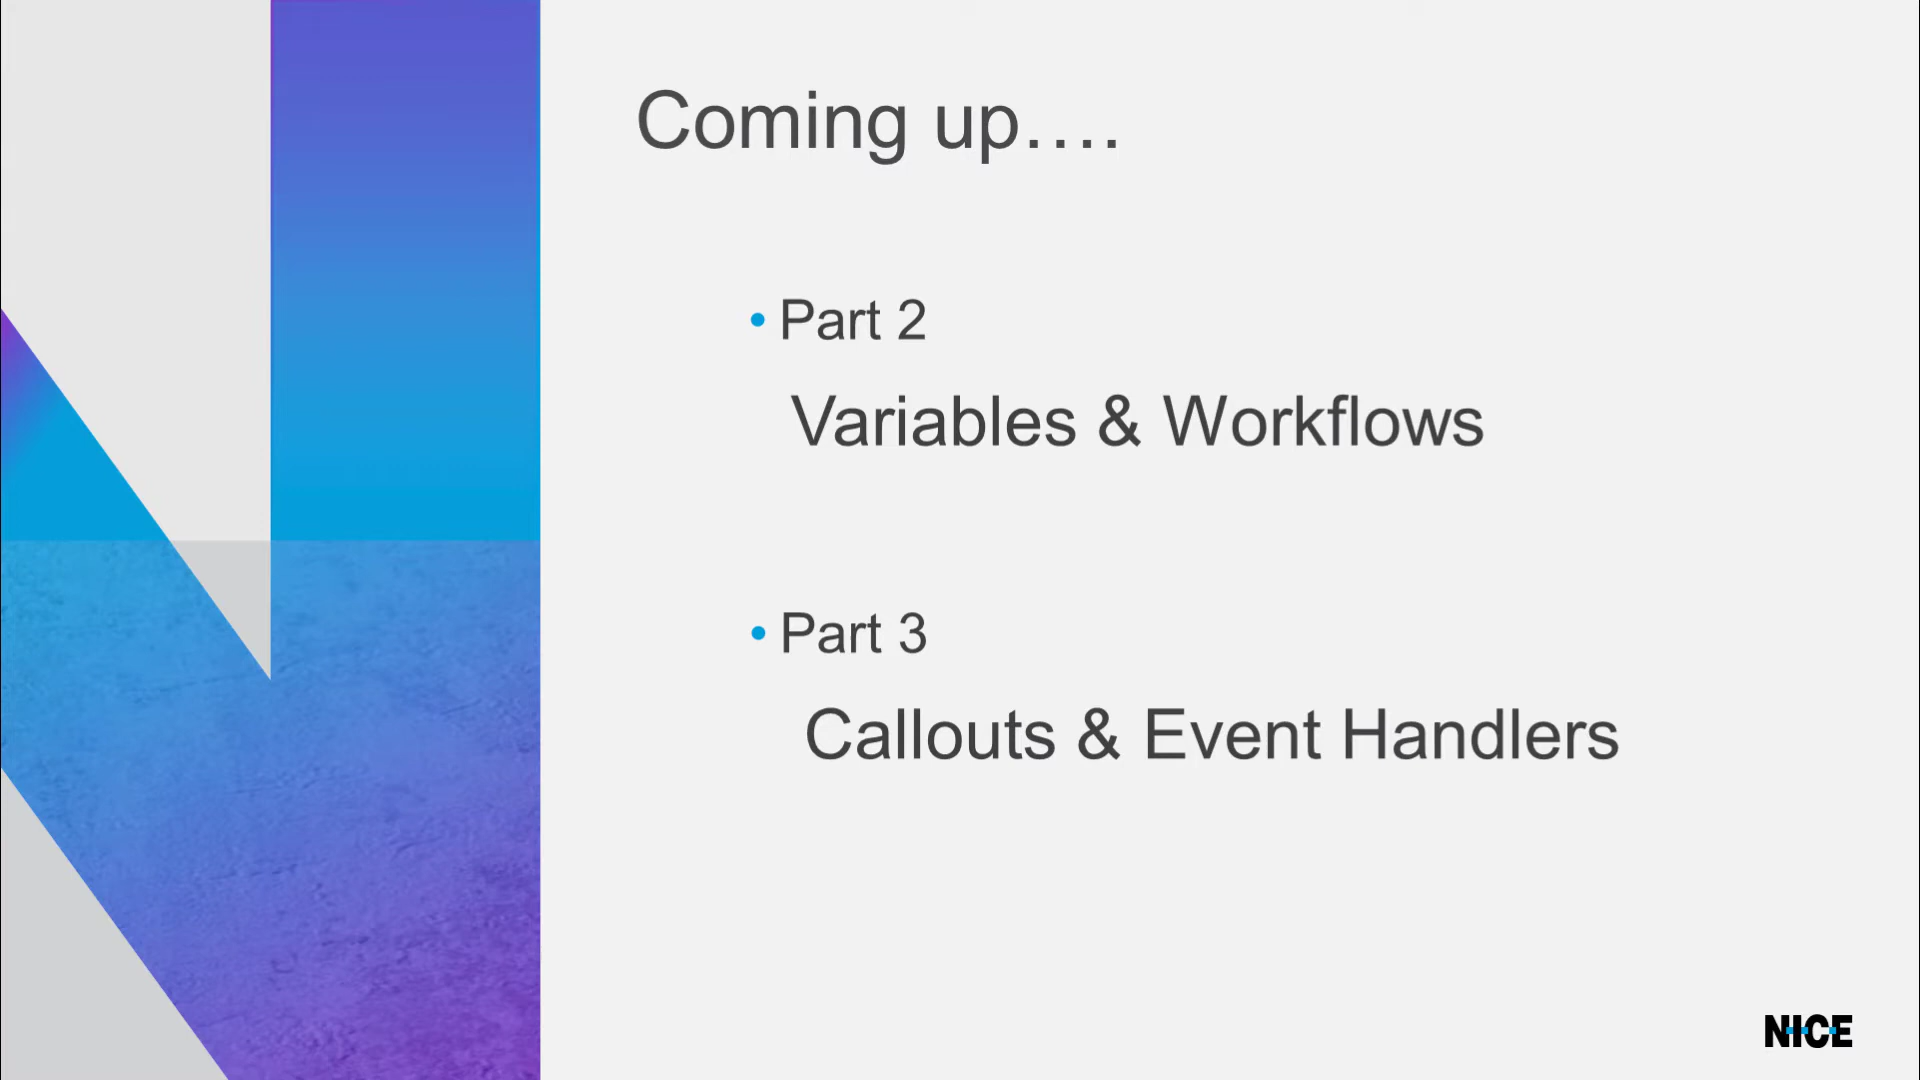 Coming up....
• Part 2
Variables & Workflows
• Part 3
Callouts & Event Handlers
NICE